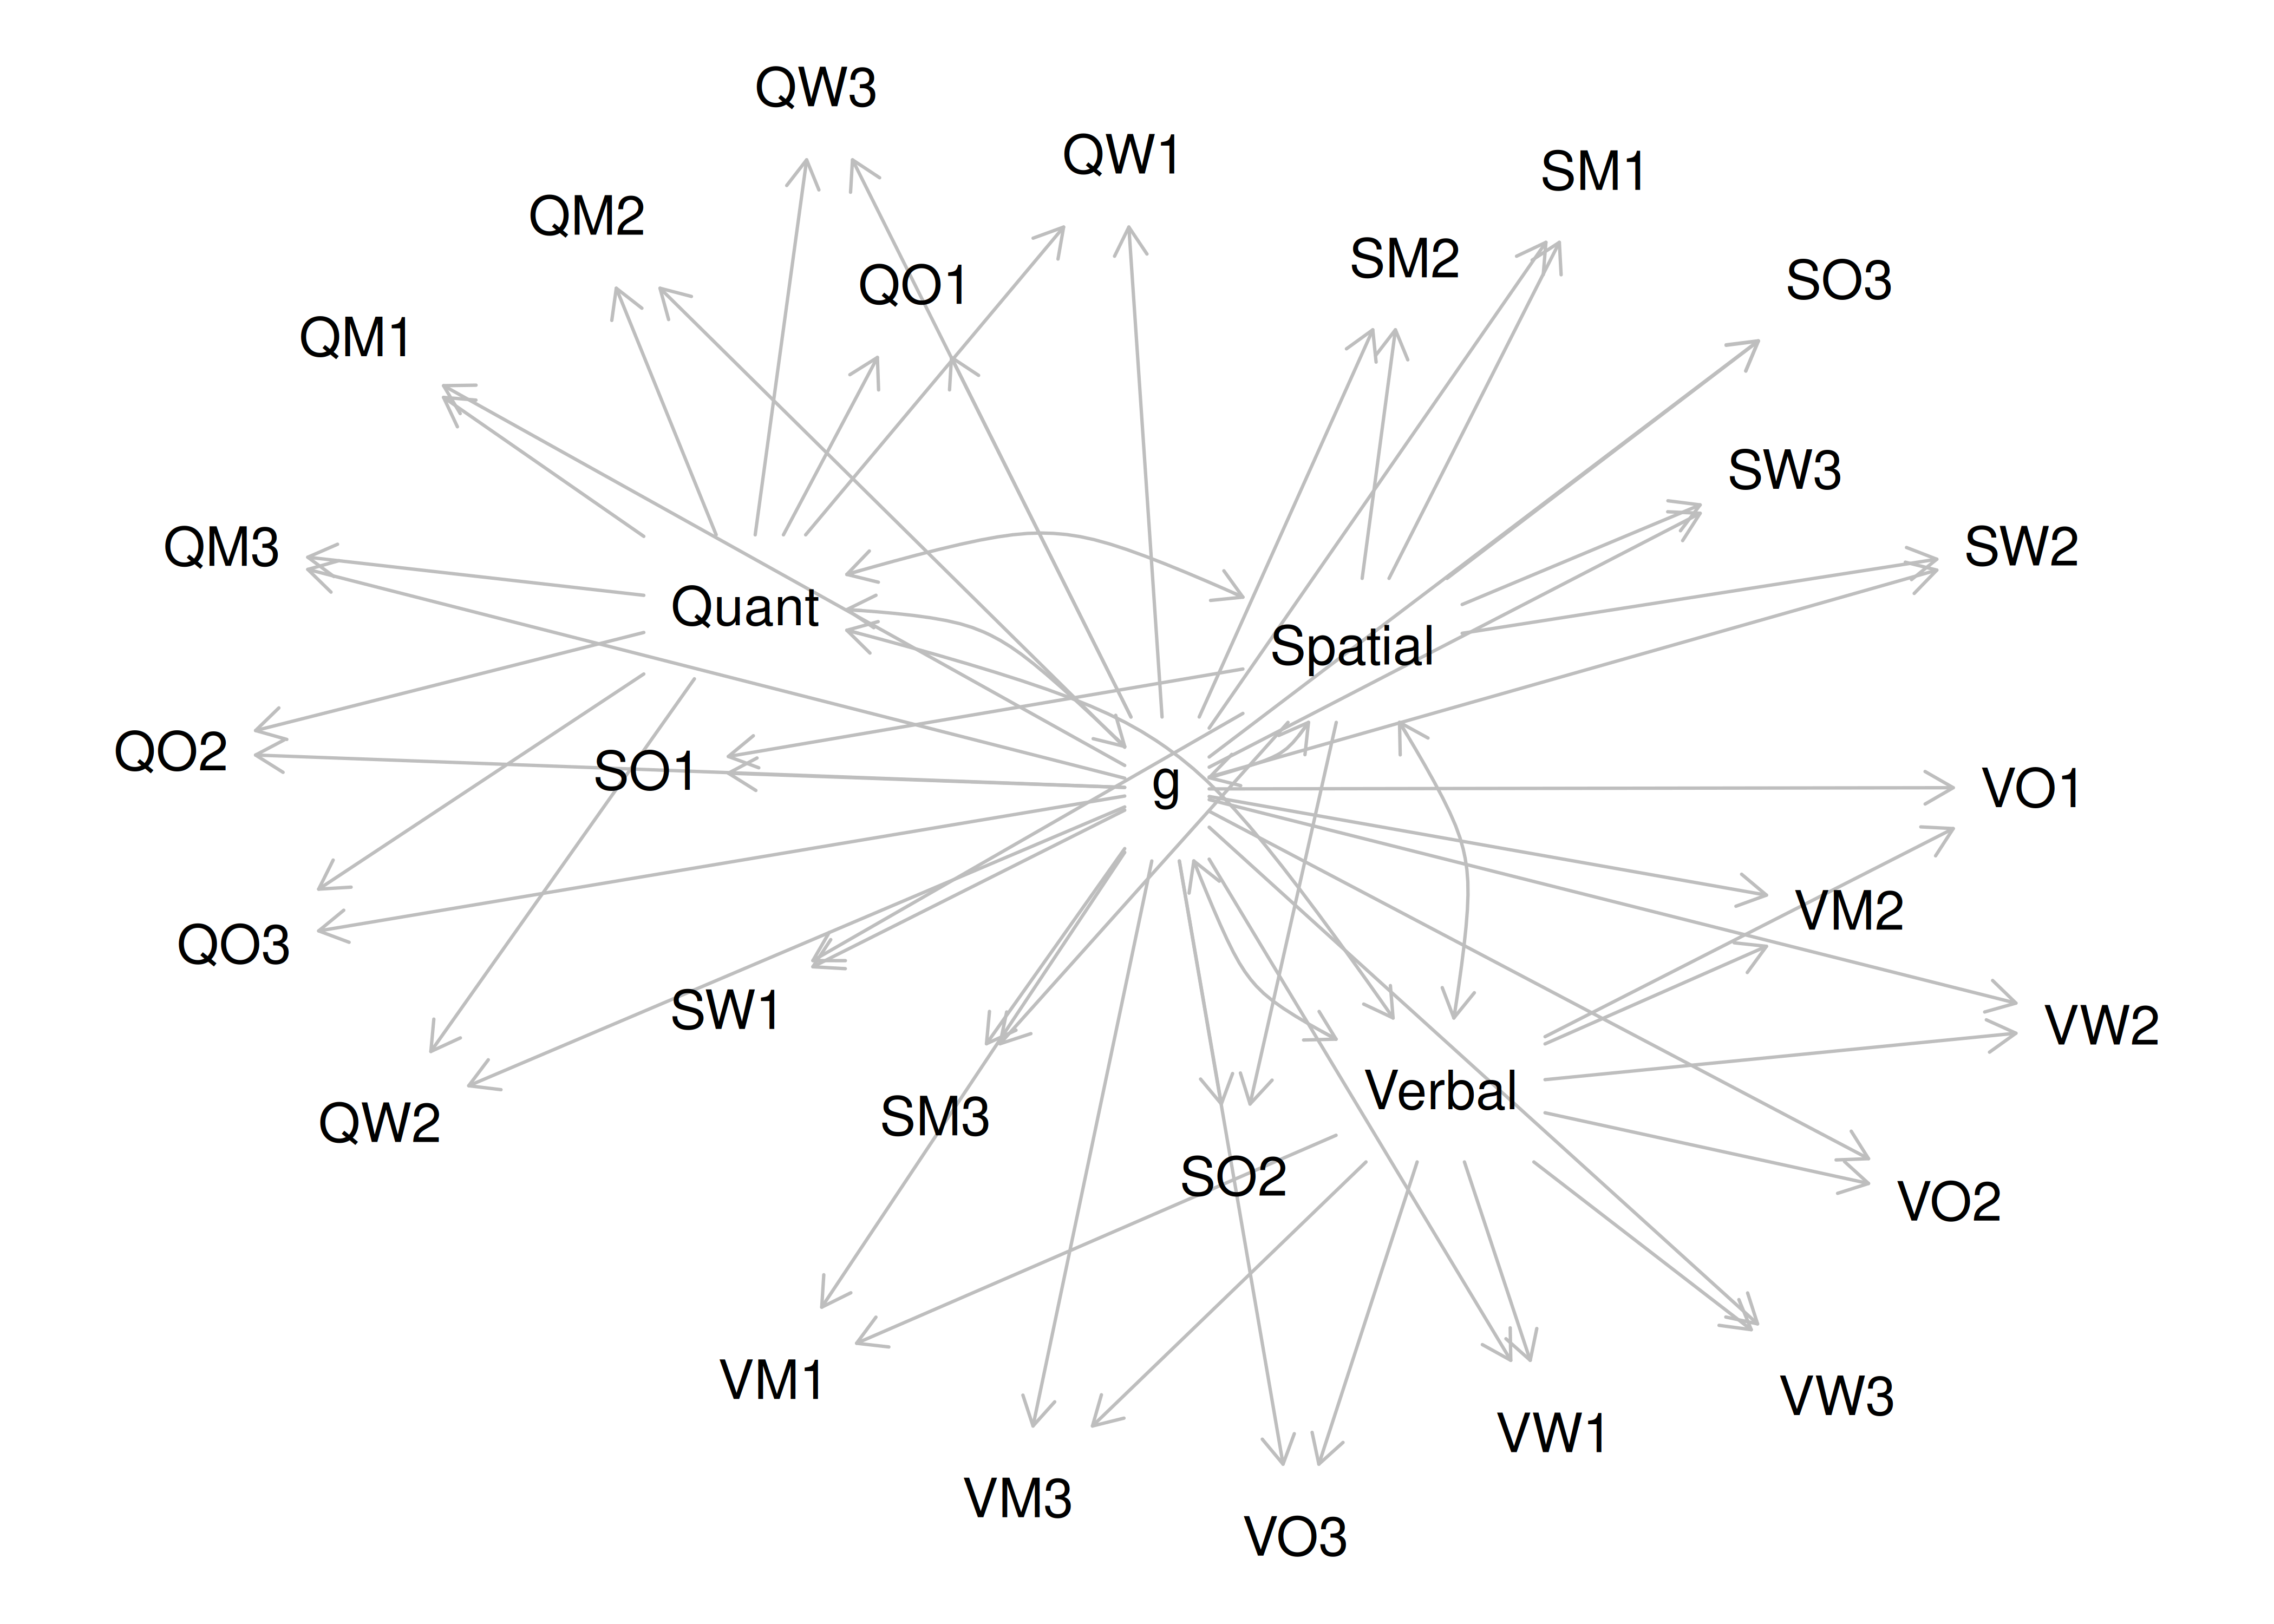 QW3
QW1
SM1
QM2
SM2
QO1
SO3
QM1
SW3
QM3
SW2
Quant
Spatial
QO2
SO1
g
VO1
VM2
QO3
SW1
VW2
Verbal
SM3
QW2
SO2
VO2
VM1
VW3
VW1
VM3
VO3